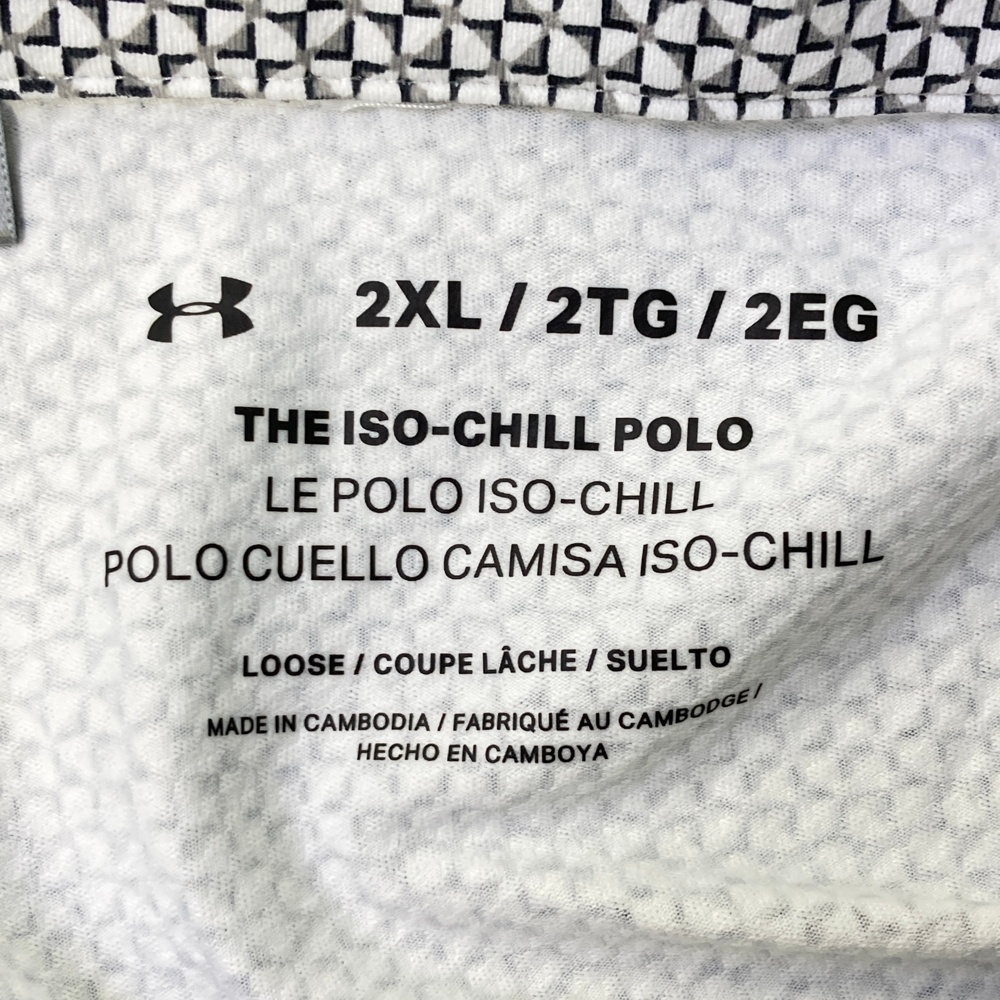 2XL / 2TG / 2EG
THE ISO-CHILL POLO
LE POLO ISO-CHILL
POLO CUELLO CAMISA ISO-CHILL
LOOSE / COUPE LÂCHE / SUELTO
MADE IN CAMBODIA / FABRIQUÉ AU CAMBODGE /
HECHO EN CAMBOYA